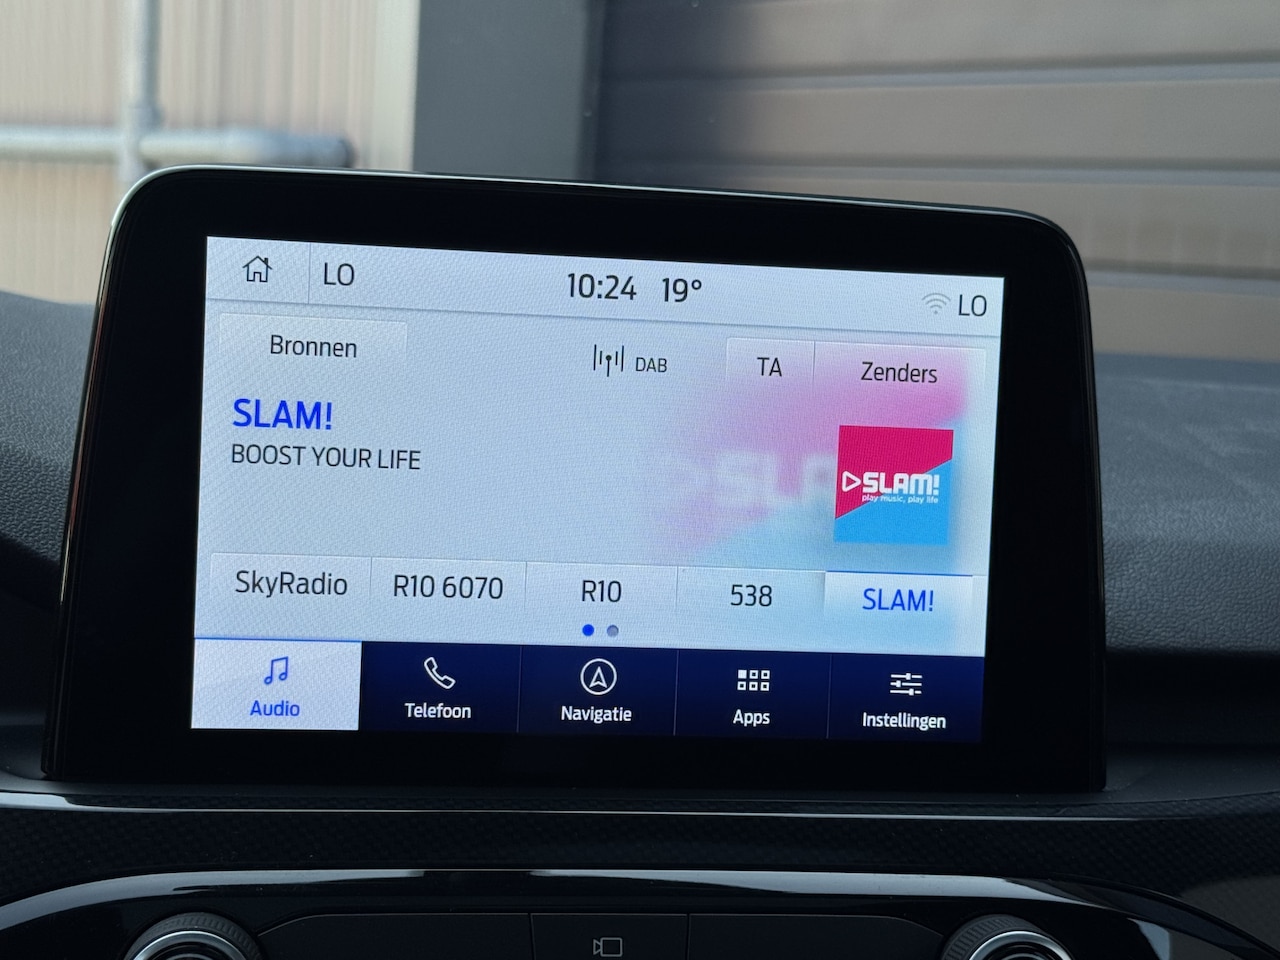 LO 10:24 19° LO
Bronnen DAB TA Zenders
SLAM!
BOOST YOUR LIFE
SLAM!
play music, play life
SkyRadio R10 6070 R10 538 SLAM!
Audio Telefoon Navigatie Apps Instellingen